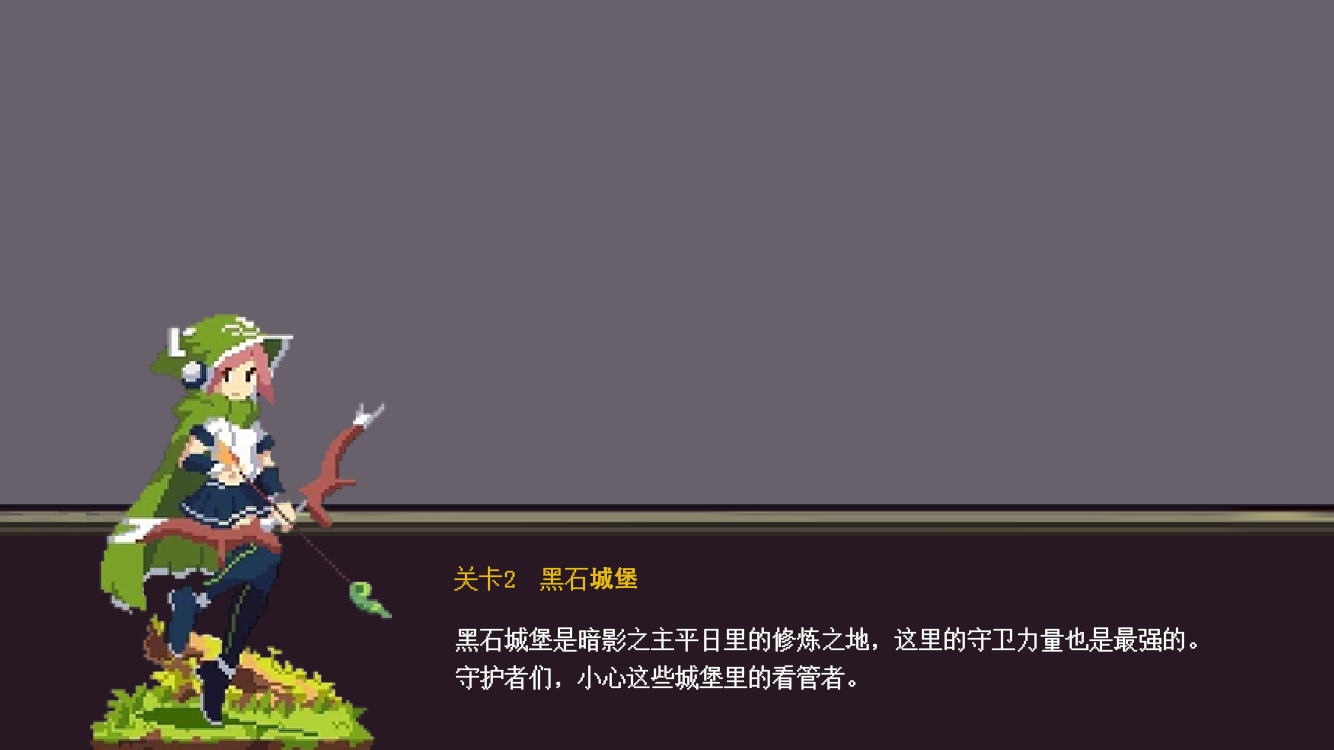 关卡2 黑石城堡
黑石城堡是暗影之主平日里的修炼之地，这里的守卫力量也是最强的。
守护者们，小心这些城堡里的看管者。